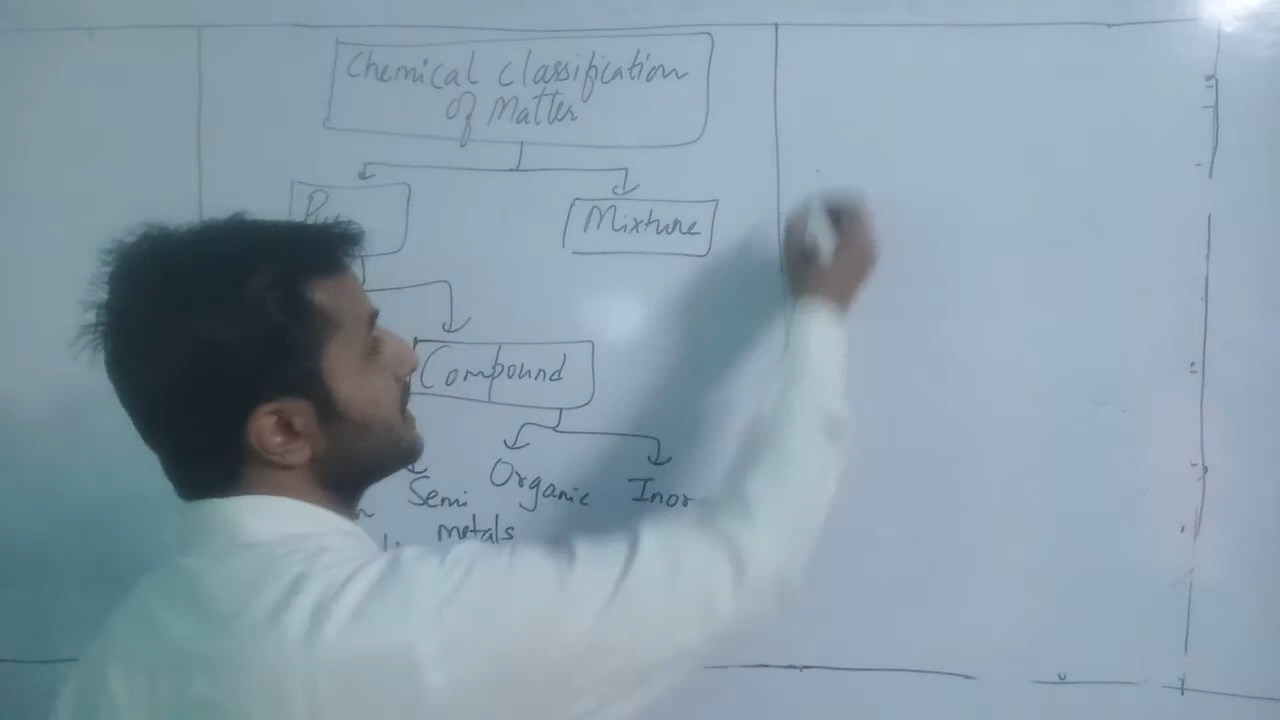 Chemical Classification
of Matter
Mixture
Compound
Organic
Inor
Semi
metals